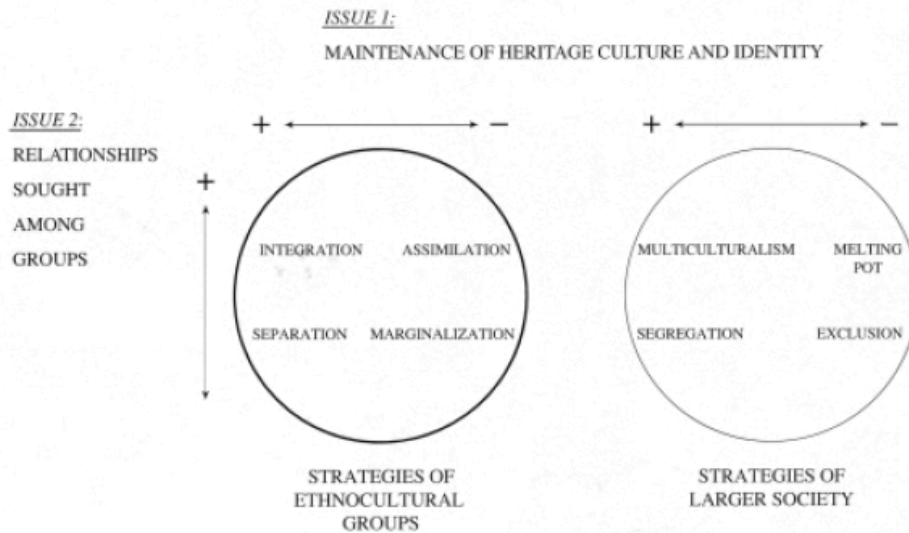 ISSUE 1:
MAINTENANCE OF HERITAGE CULTURE AND IDENTITY
ISSUE 2:
RELATIONSHIPS
SOUGHT
AMONG
GROUPS
+ −
+ −
+
INTEGRATION ASSIMILATION
SEPARATION MARGINALIZATION
MULTICULTURALISM MELTING
POT
SEGREGATION EXCLUSION
STRATEGIES OF
ETHNOCULTURAL
GROUPS
STRATEGIES OF
LARGER SOCIETY